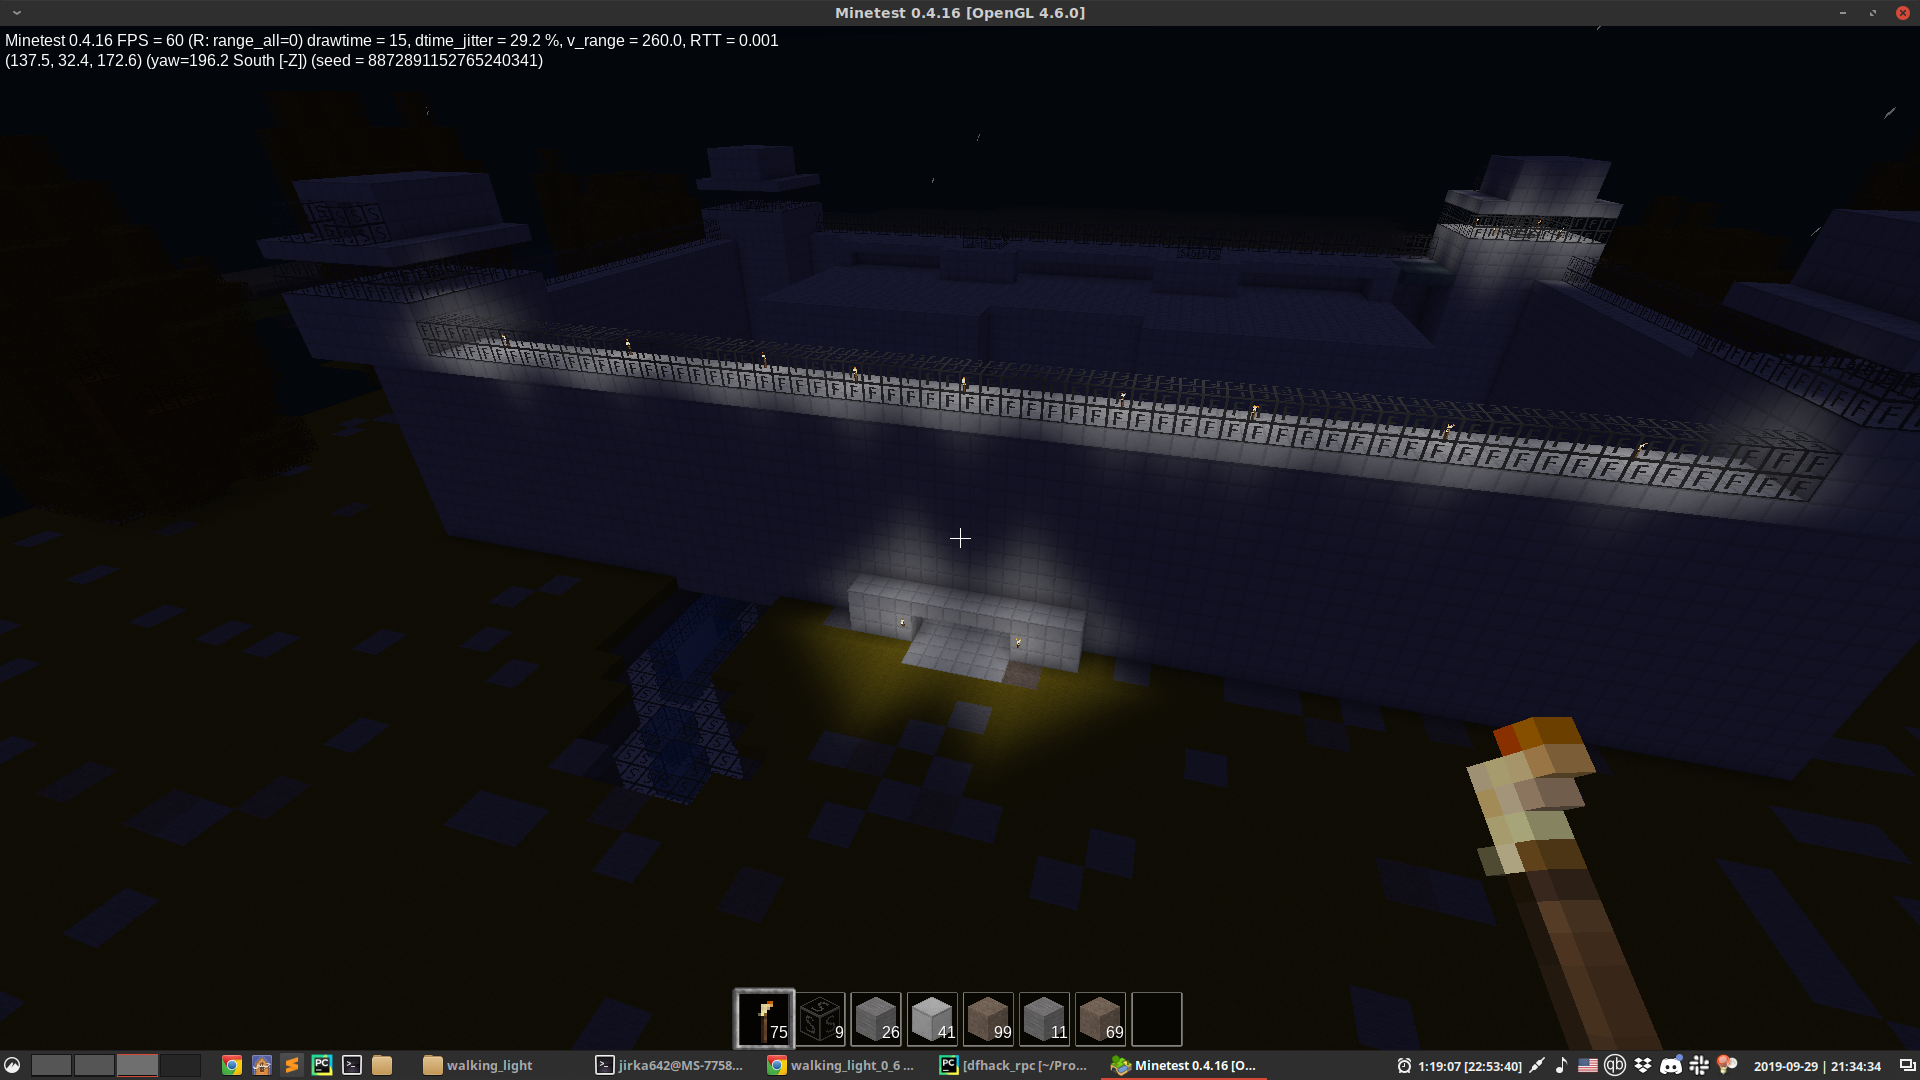 Minetest 0.4.16 [OpenGL 4.6.0]
Minetest 0.4.16 FPS = 60 (R: range_all=0) drawtime = 15, dtime_jitter = 29.2 %, v_range = 260.0, RTT = 0.001
(137.5, 32.4, 172.6) (yaw=196.2 South [-Z]) (seed = 8872891152765240341)
75 9 26 41 99 11 69
walking_light jirka642@MS-7758... walking_light_0_6 ... [dfhack_rpc [~/Pro... Minetest 0.4.16 [O... 1:19:07 [22:53:40] 2019-09-29 | 21:34:34